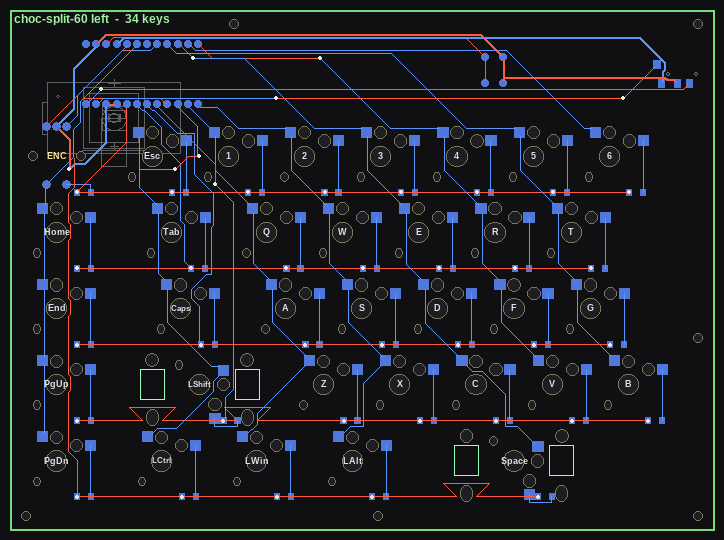 choc-split-60 left - 34 keys
ENC
Esc
1
2
3
4
5
6
Home
Tab
Q
W
E
R
T
End
Caps
A
S
D
F
G
PgUp
LShift
Z
X
C
V
B
PgDn
LCtrl
LWin
LAlt
Space